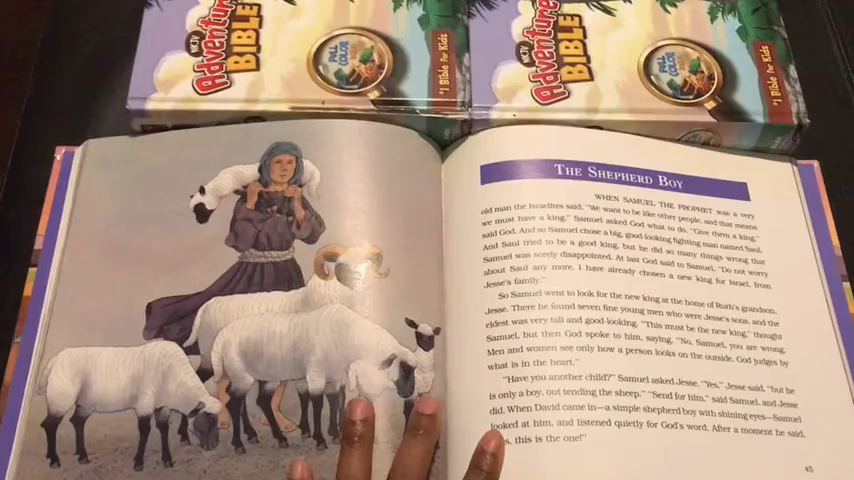 NKJV
Adventure
BIBLE
FULL
COLOR
#1 Bible for Kids
Adventure
BIBLE
FULL
COLOR
#1 Bible for Kids
THE SHEPHERD BOY
WHEN SAMUEL THE PROPHET was a very
old man the Israelites said, "We want to be like other people, and that means
we must have a king." Samuel asked God what to do. "Give them a king,"
said God. And so Samuel chose a big, good-looking fighting man named Saul.
And Saul tried to be a good king, but he did so many things wrong that
Samuel was sorely disappointed. At last God said to Samuel, "Do not worry
about Saul any more. I have already chosen a new king for Israel, from
Jesse's family."
So Samuel went to look for the new king at the home of Ruth's grandson,
Jesse. There he found seven fine young men who were Jesse's sons, and the
eldest was very tall and good-looking. "This must be the new king," thought
Samuel, but then God spoke to him, saying, "No, Samuel, you are wrong.
Men and women see only how a person looks on the outside. God judges by
what is in the heart."
"Have you another child?" Samuel asked Jesse. "Yes," Jesse said, "but he
is only a boy, out tending the sheep." "Send for him," said Samuel, and Jesse
did. When David came in—a simple shepherd boy with shining eyes—Samuel
looked at him, and listened quietly for God's word. After a moment he said,
this is the one!"
45